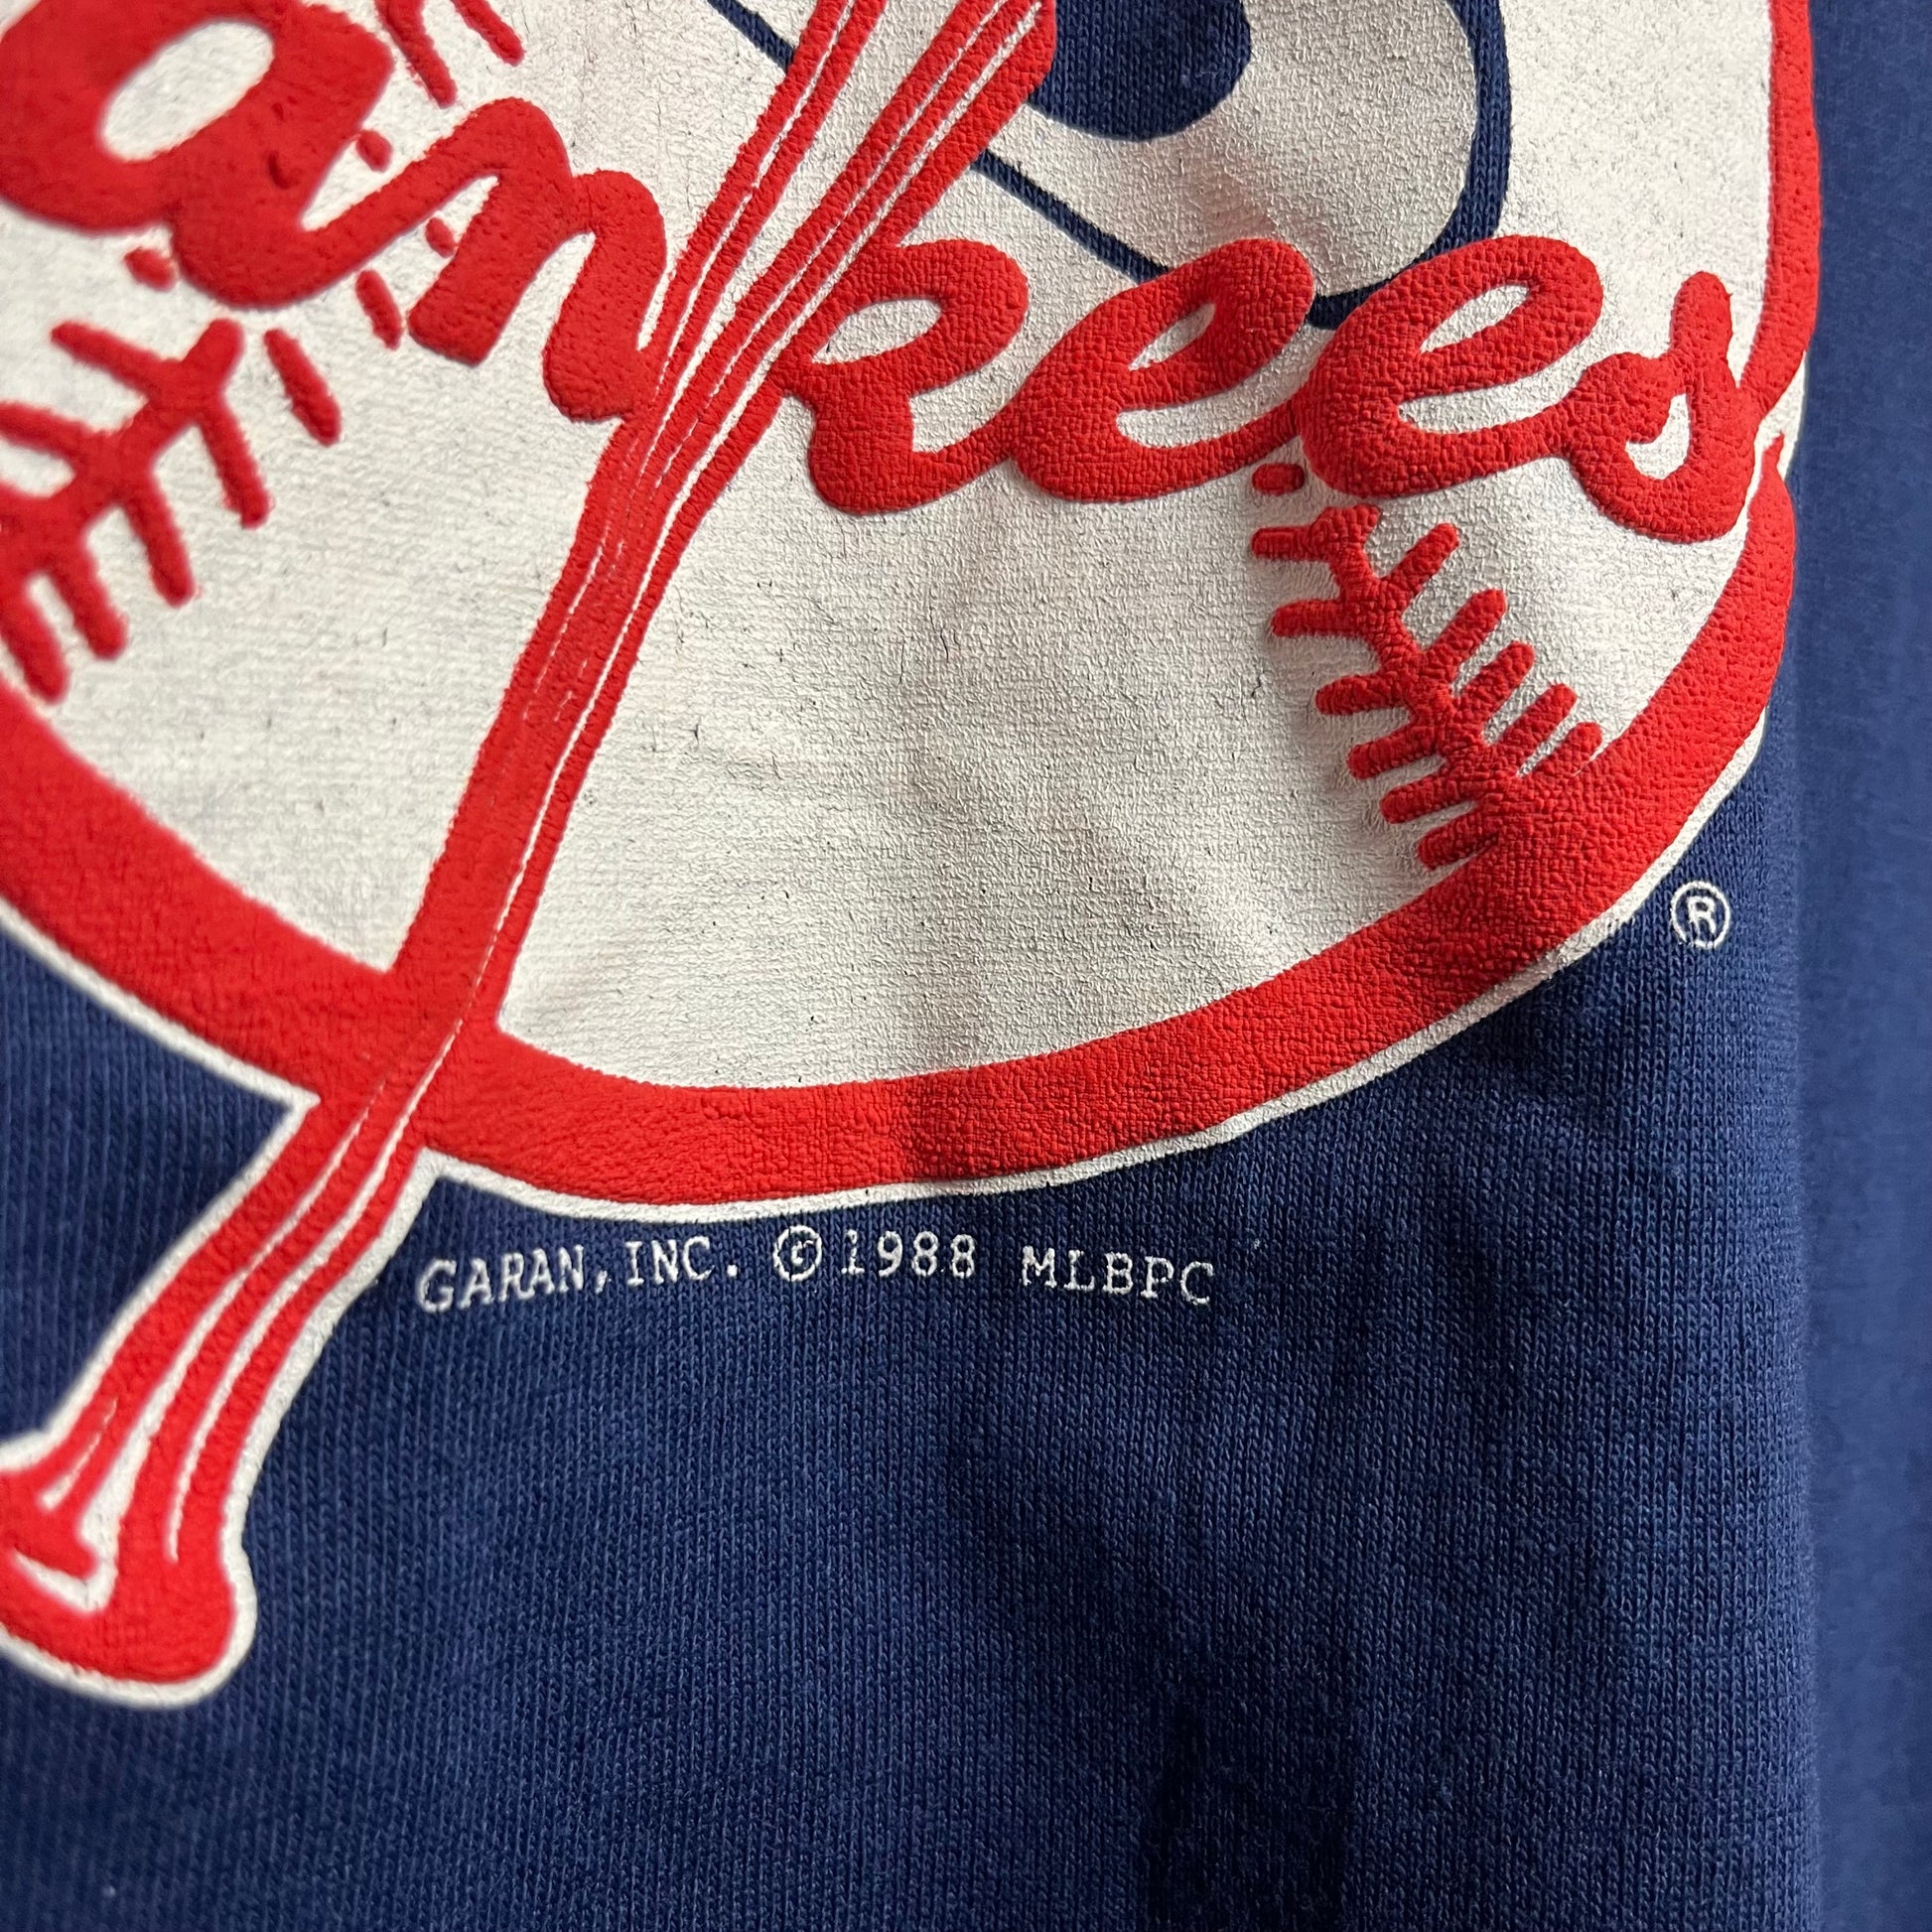 ankees
®
GARAN, INC. © 1988 MLBPC